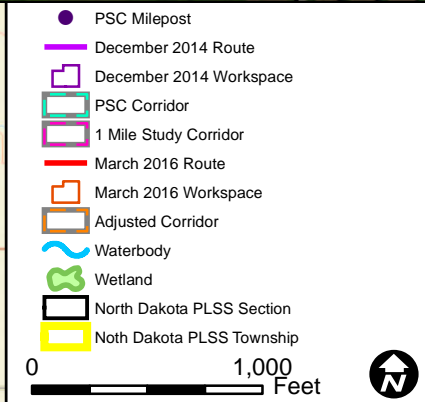 PSC Milepost
December 2014 Route
December 2014 Workspace
PSC Corridor
1 Mile Study Corridor
March 2016 Route
March 2016 Workspace
Adjusted Corridor
Waterbody
Wetland
North Dakota PLSS Section
Noth Dakota PLSS Township
0 1,000
Feet
N